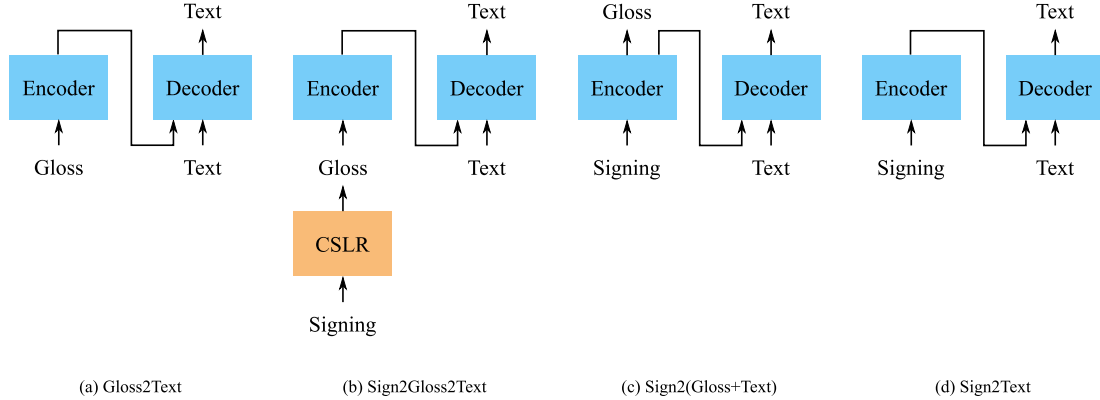 Text
Text
Gloss
Text
Text
Encoder
Decoder
Encoder
Decoder
Encoder
Decoder
Encoder
Decoder
Gloss
Text
Gloss
Text
Signing
Text
Signing
Text
CSLR
Signing
(a) Gloss2Text
(b) Sign2Gloss2Text
(c) Sign2(Gloss+Text)
(d) Sign2Text